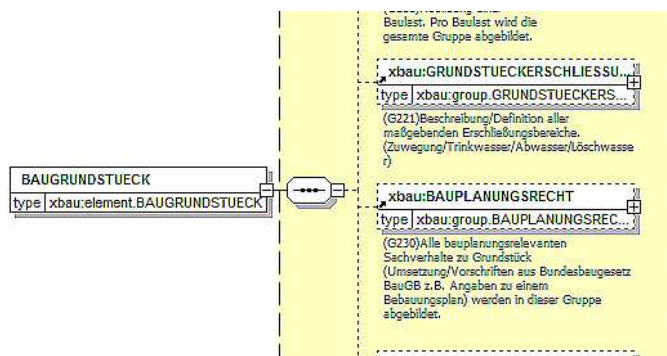 Baulast. Pro Baulast wird die
gesamte Gruppe abgebildet.
xbau:GRUNDSTUECKERSCHLIESSU...
type xbau:group.GRUNDSTUECKERS...
(G221)Beschreibung/Definition aller
maßgebenden Erschließungsbereiche.
(Zuwegung/Trinkwasser/Abwasser/Löschwasse
r)
BAUGRUNDSTUECK
type xbau:element.BAUGRUNDSTUECK
xbau:BAUPLANUNGSRECHT
type xbau:group.BAUPLANUNGSREC...
(G230)Alle bauplanungsrelevanten
Sachverhalte zu Grundstück
(Umsetzung/Vorschriften aus Bundesbaugesetz
BauGB z.B. Angaben zu einem
Bebauungsplan) werden in dieser Gruppe
abgebildet.